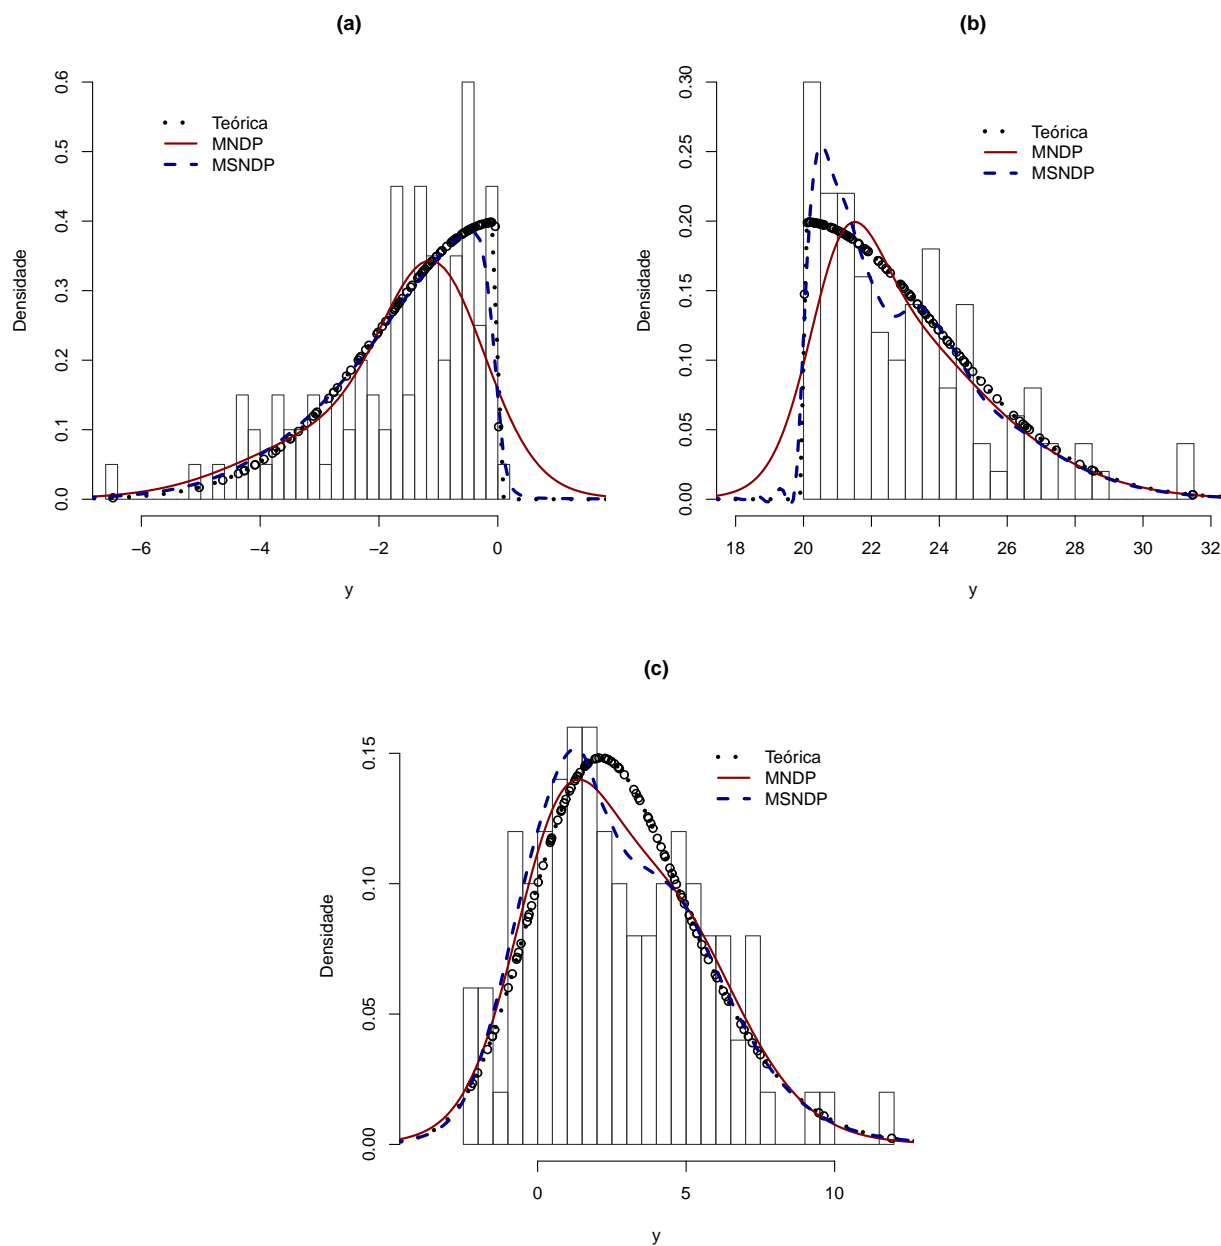 (a)
0.0 0.1 0.2 0.3 0.4 0.5 0.6
Densidade
Teórica
MNDP
MSNDP
−6 −4 −2 0
y
(b)
0.00 0.05 0.10 0.15 0.20 0.25 0.30
Densidade
Teórica
MNDP
MSNDP
18 20 22 24 26 28 30 32
y
(c)
0.00 0.05 0.10 0.15
Densidade
Teórica
MNDP
MSNDP
0 5 10
y